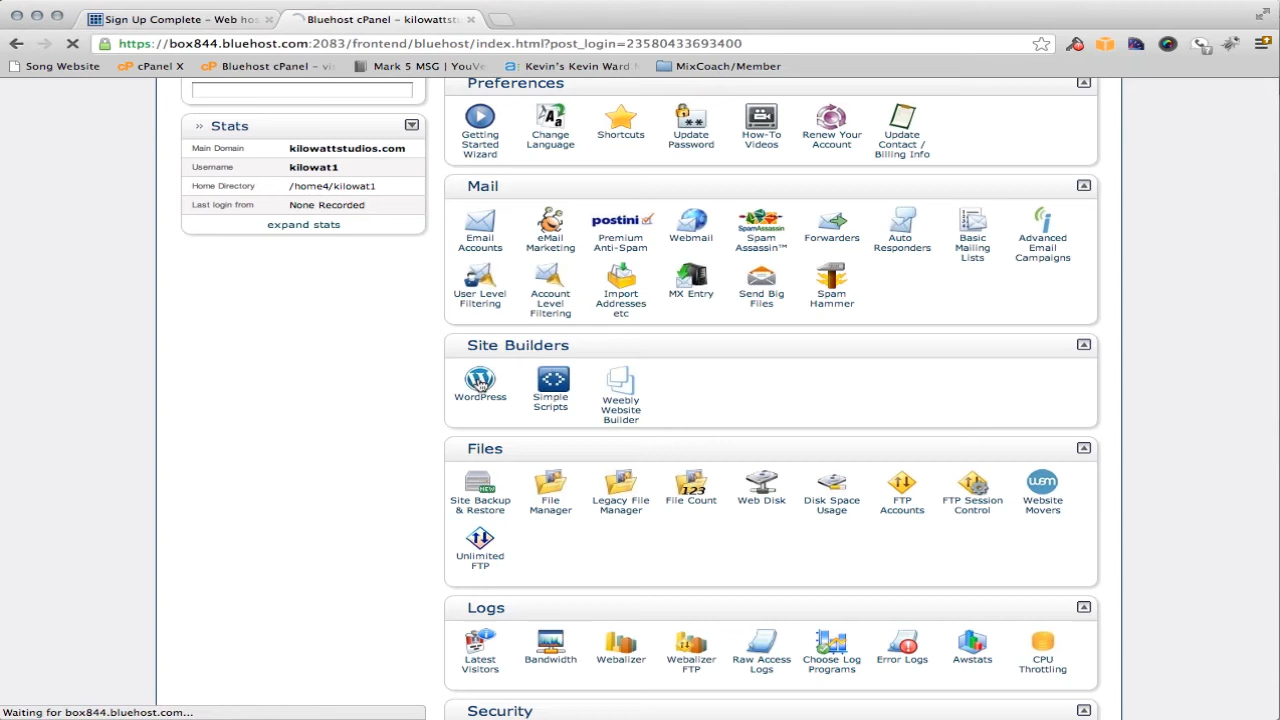 Sign Up Complete – Web hos
Bluehost cPanel – kilowattstu
https://box844.bluehost.com:2083/frontend/bluehost/index.html?post_login=23580433693400
Song Website
cPanel X
Bluehost cPanel – vi
Mark 5 MSG | YouVe
Kevin's Kevin Ward
MixCoach/Member
Stats
Main Domain kilowattstudios.com
Username kilowat1
Home Directory /home4/kilowat1
Last login from None Recorded
expand stats
Preferences
Getting Started Wizard
Change Language
Shortcuts
Update Password
How-To Videos
Renew Your Account
Update Contact / Billing Info
Mail
Email Accounts
eMail Marketing
postini
Premium Anti-Spam
Webmail
SpamAssassin
Spam Assassin™
Forwarders
Auto Responders
Basic Mailing Lists
Advanced Email Campaigns
User Level Filtering
Account Level Filtering
Import Addresses etc
MX Entry
Send Big Files
Spam Hammer
Site Builders
WordPress
Simple Scripts
Weebly Website Builder
Files
NEW
Site Backup & Restore
File Manager
Legacy File Manager
123
File Count
Web Disk
Disk Space Usage
FTP Accounts
FTP Session Control
wsm
Website Movers
Unlimited FTP
Logs
Latest Visitors
Bandwidth
Webalizer
Webalizer FTP
Raw Access Logs
Choose Log Programs
Error Logs
Awstats
CPU Throttling
Security
Waiting for box844.bluehost.com...